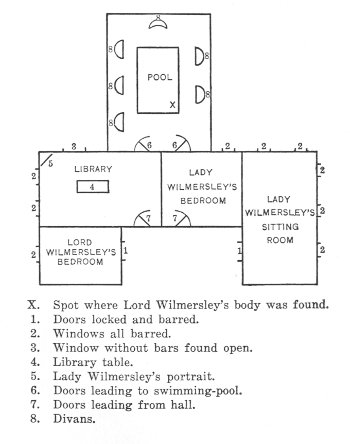 8
8
8
POOL
8
8
X
8
6 6
2 2 2 2
5
LIBRARY
4
2
2
LADY
WILMERSLEY'S
BEDROOM
LADY
WILMERSLEY'S
SITTING
ROOM
2
3
2
7 7
LORD
WILMERSLEY'S
BEDROOM
2
1
1
X. Spot where Lord Wilmersley's body was found.
1. Doors locked and barred.
2. Windows all barred.
3. Window without bars found open.
4. Library table.
5. Lady Wilmersley's portrait.
6. Doors leading to swimming-pool.
7. Doors leading from hall.
8. Divans.